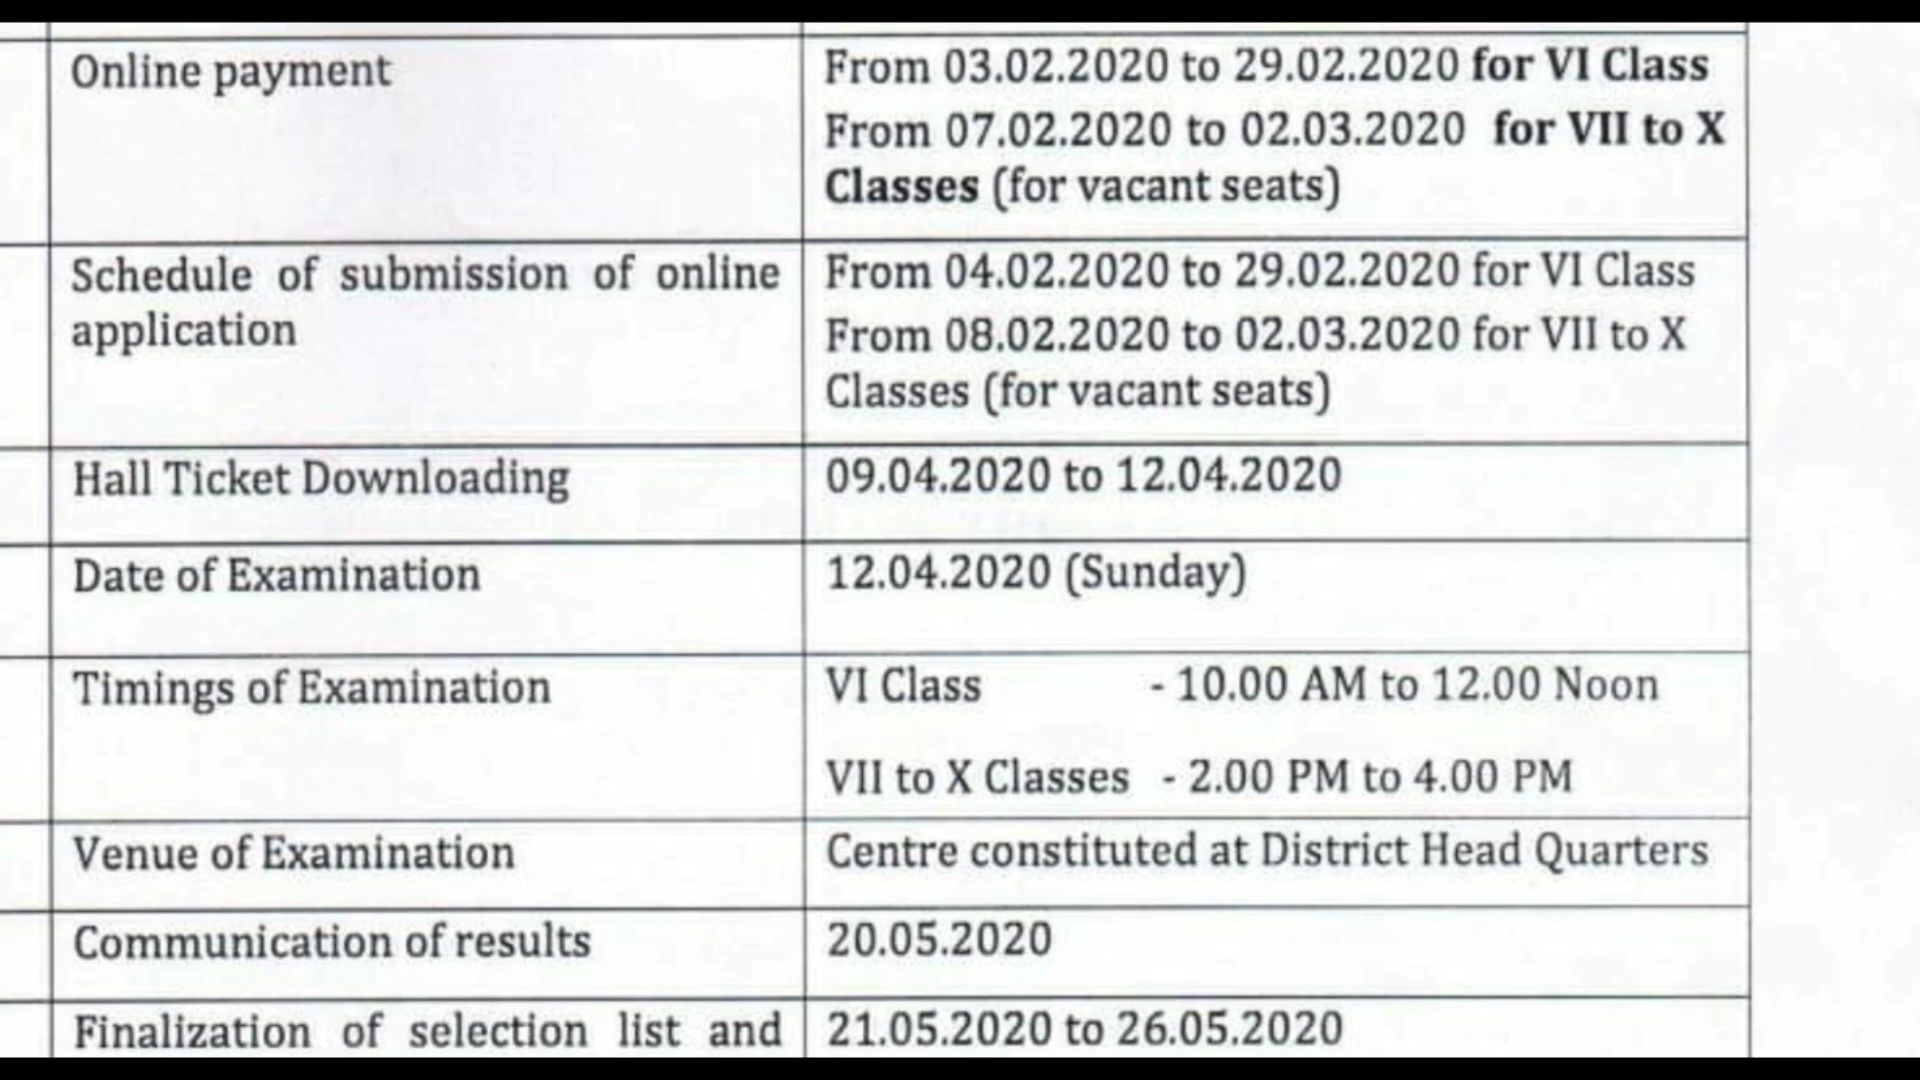 Online payment
From 03.02.2020 to 29.02.2020 for VI Class
From 07.02.2020 to 02.03.2020 for VII to X
Classes (for vacant seats)
Schedule of submission of online
application
From 04.02.2020 to 29.02.2020 for VI Class
From 08.02.2020 to 02.03.2020 for VII to X
Classes (for vacant seats)
Hall Ticket Downloading
09.04.2020 to 12.04.2020
Date of Examination
12.04.2020 (Sunday)
Timings of Examination
VI Class - 10.00 AM to 12.00 Noon
VII to X Classes - 2.00 PM to 4.00 PM
Venue of Examination
Centre constituted at District Head Quarters
Communication of results
20.05.2020
Finalization of selection list and
21.05.2020 to 26.05.2020